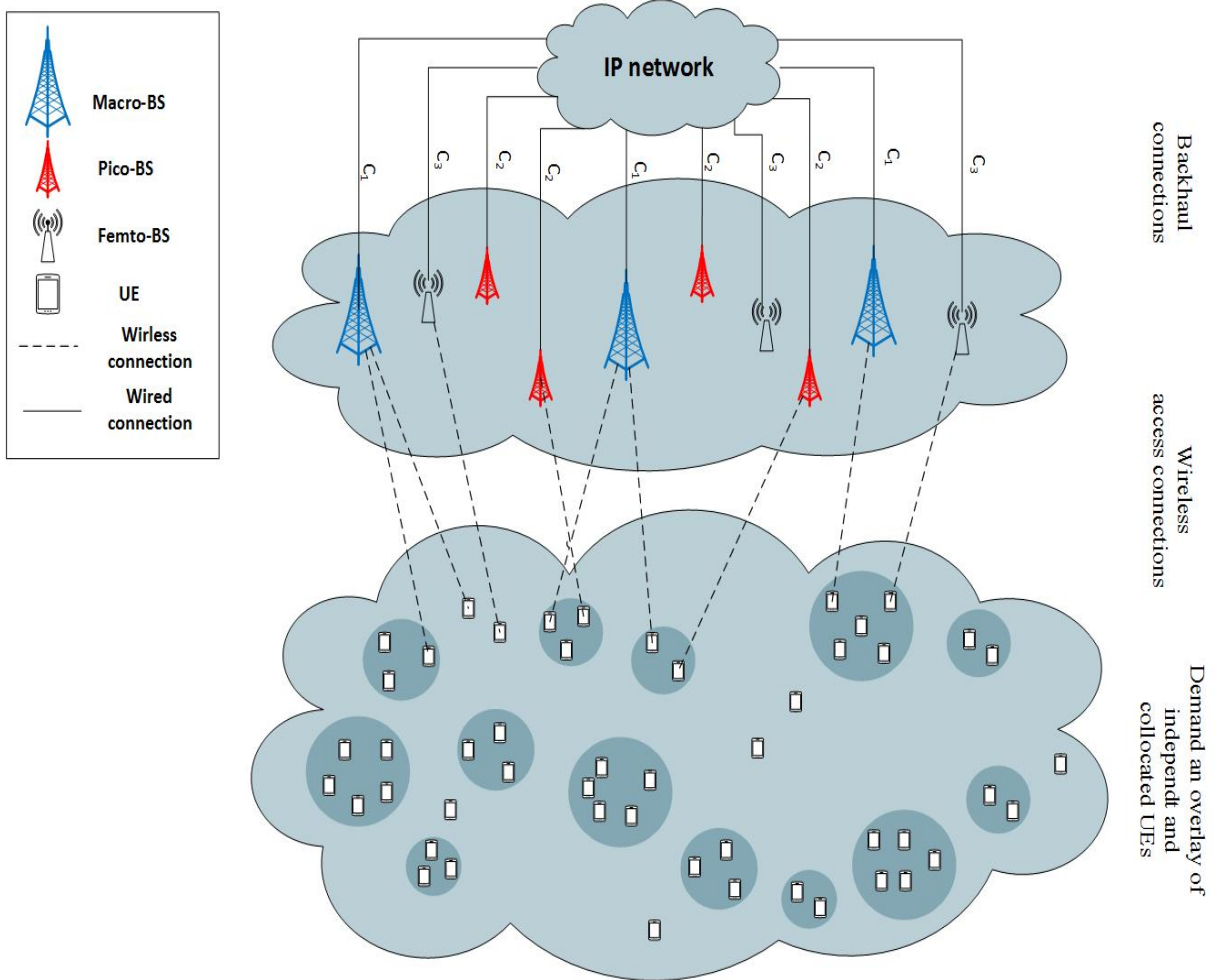 IP network
Macro-BS
Pico-BS
Femto-BS
UE
Wirless
connection
Wired
connection
C1
C3
C2
C2
C1
C2
C3
C2
C1
C3
Backhaul
connections
Wireless
access connections
Demand an overlay of
independt and
collocated UEs